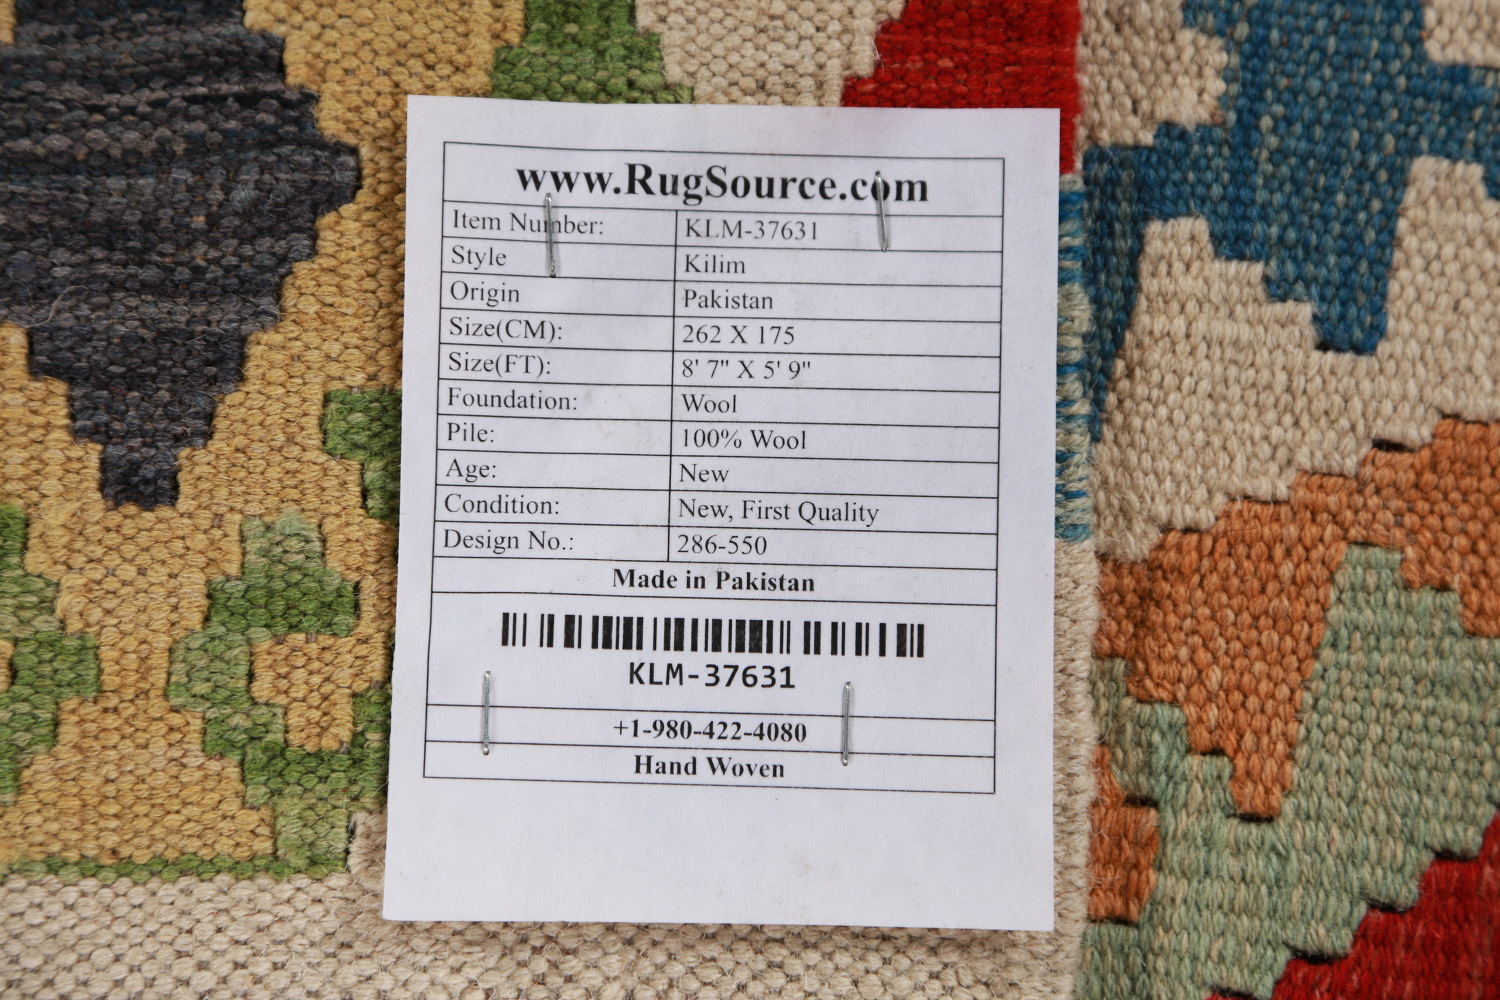 www.RugSource.com
Item Number: KLM-37631
Style Kilim
Origin Pakistan
Size(CM): 262 X 175
Size(FT): 8' 7" X 5' 9"
Foundation: Wool
Pile: 100% Wool
Age: New
Condition: New, First Quality
Design No.: 286-550
Made in Pakistan
KLM-37631
+1-980-422-4080
Hand Woven